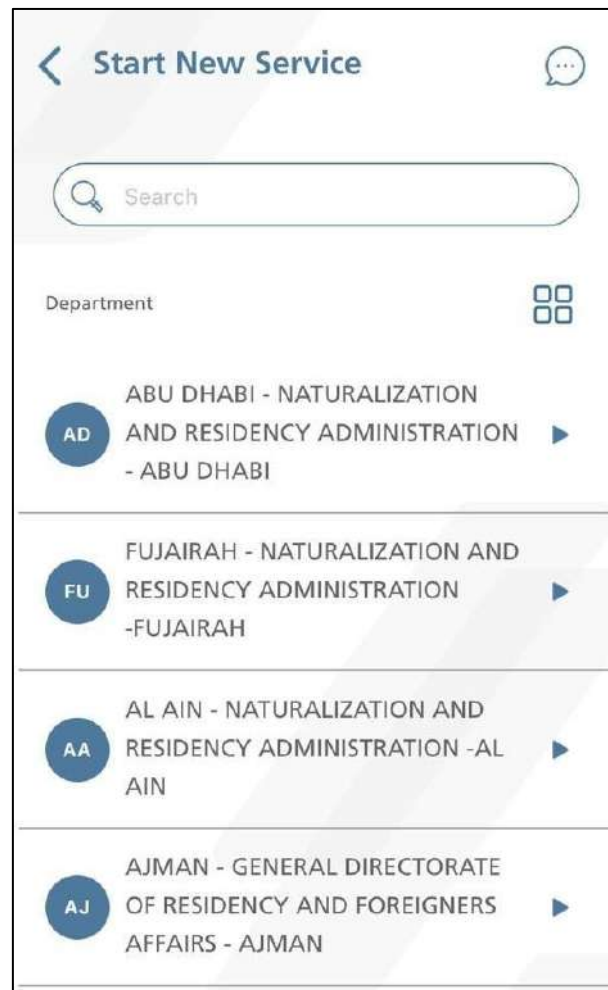 Start New Service
Search
Department
AD
ABU DHABI - NATURALIZATION
AND RESIDENCY ADMINISTRATION
- ABU DHABI
FU
FUJAIRAH - NATURALIZATION AND
RESIDENCY ADMINISTRATION
-FUJAIRAH
AA
AL AIN - NATURALIZATION AND
RESIDENCY ADMINISTRATION -AL
AIN
AJ
AJMAN - GENERAL DIRECTORATE
OF RESIDENCY AND FOREIGNERS
AFFAIRS - AJMAN